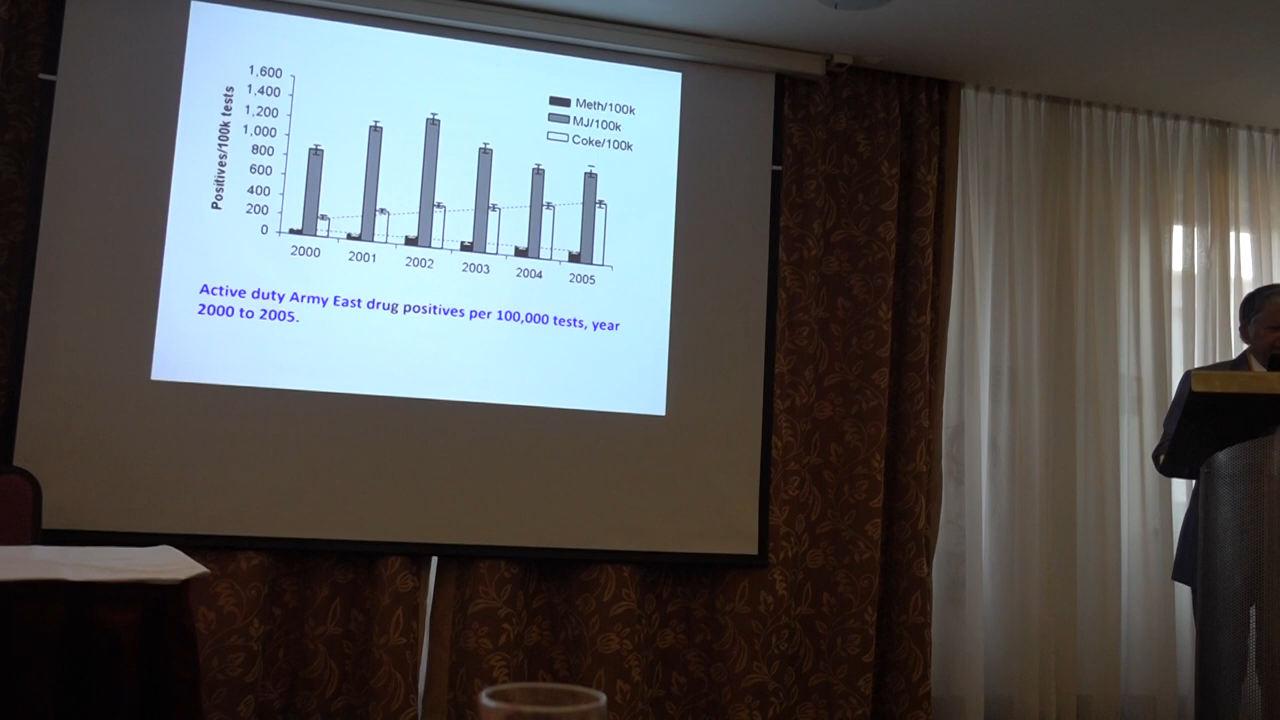 1,600
1,400
1,200
1,000
800
600
400
200
0
Positives/100k tests
Meth/100k
MJ/100k
Coke/100k
2000 2001 2002 2003 2004 2005
Active duty Army East drug positives per 100,000 tests, year
2000 to 2005.